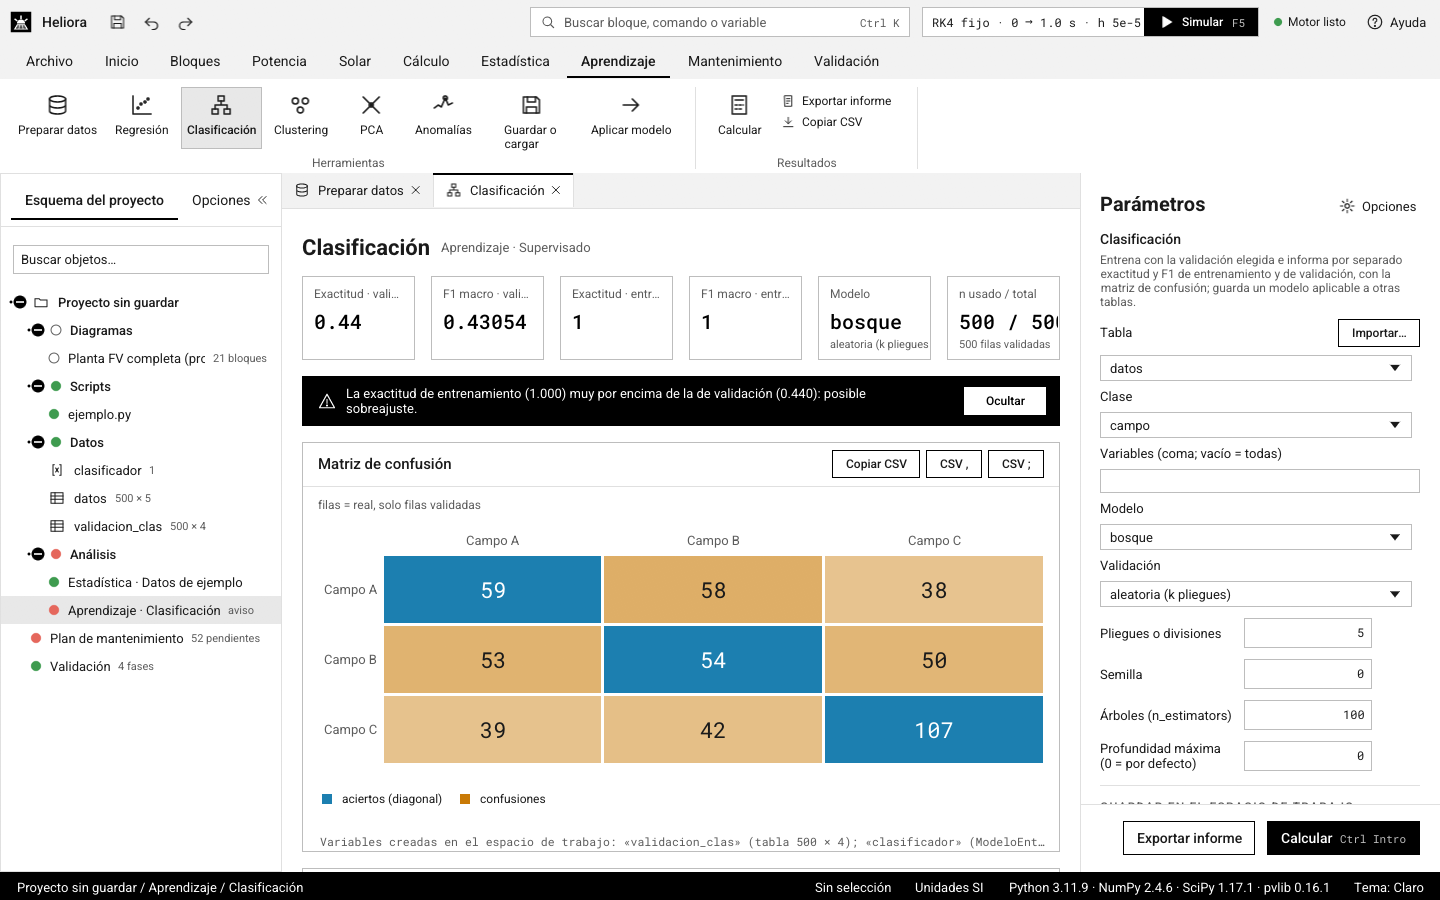 Heliora
Buscar bloque, comando o variable
Ctrl K
RK4 fijo · 0 → 1.0 s · h 5e-5
Simular F5
Motor listo
Ayuda
Archivo
Inicio
Bloques
Potencia
Solar
Cálculo
Estadística
Aprendizaje
Mantenimiento
Validación
Preparar datos
Regresión
Clasificación
Clustering
PCA
Anomalías
Guardar o
cargar
Aplicar modelo
Herramientas
Calcular
Exportar informe
Copiar CSV
Resultados
Esquema del proyecto
Opciones
Buscar objetos…
Proyecto sin guardar
Diagramas
Planta FV completa (prc 21 bloques
Scripts
ejemplo.py
Datos
clasificador 1
datos 500 × 5
validacion_clas 500 × 4
Análisis
Estadística · Datos de ejemplo
Aprendizaje · Clasificación aviso
Plan de mantenimiento 52 pendientes
Validación 4 fases
Preparar datos
Clasificación
Clasificación
Aprendizaje · Supervisado
Exactitud · vali…
0.44
F1 macro · vali…
0.43054
Exactitud · entr…
1
F1 macro · entr…
1
Modelo
bosque
aleatoria (k pliegues
n usado / total
500 / 500
500 filas validadas
La exactitud de entrenamiento (1.000) muy por encima de la de validación (0.440): posible
sobreajuste.
Ocultar
Matriz de confusión
Copiar CSV
CSV ,
CSV ;
filas = real, solo filas validadas
Campo A
Campo B
Campo C
Campo A 59 58 38
Campo B 53 54 50
Campo C 39 42 107
aciertos (diagonal)
confusiones
Variables creadas en el espacio de trabajo: «validacion_clas» (tabla 500 × 4); «clasificador» (ModeloEnt…
Parámetros
Opciones
Clasificación
Entrena con la validación elegida e informa por separado
exactitud y F1 de entrenamiento y de validación, con la
matriz de confusión; guarda un modelo aplicable a otras
tablas.
Tabla
Importar…
datos
Clase
campo
Variables (coma; vacío = todas)
Modelo
bosque
Validación
aleatoria (k pliegues)
Pliegues o divisiones 5
Semilla 0
Árboles (n_estimators) 100
Profundidad máxima
(0 = por defecto) 0
GUARDAR EN EL ESPACIO DE TRABAJO
Exportar informe
Calcular Ctrl Intro
Proyecto sin guardar / Aprendizaje / Clasificación
Sin selección
Unidades SI
Python 3.11.9 · NumPy 2.4.6 · SciPy 1.17.1 · pvlib 0.16.1
Tema: Claro